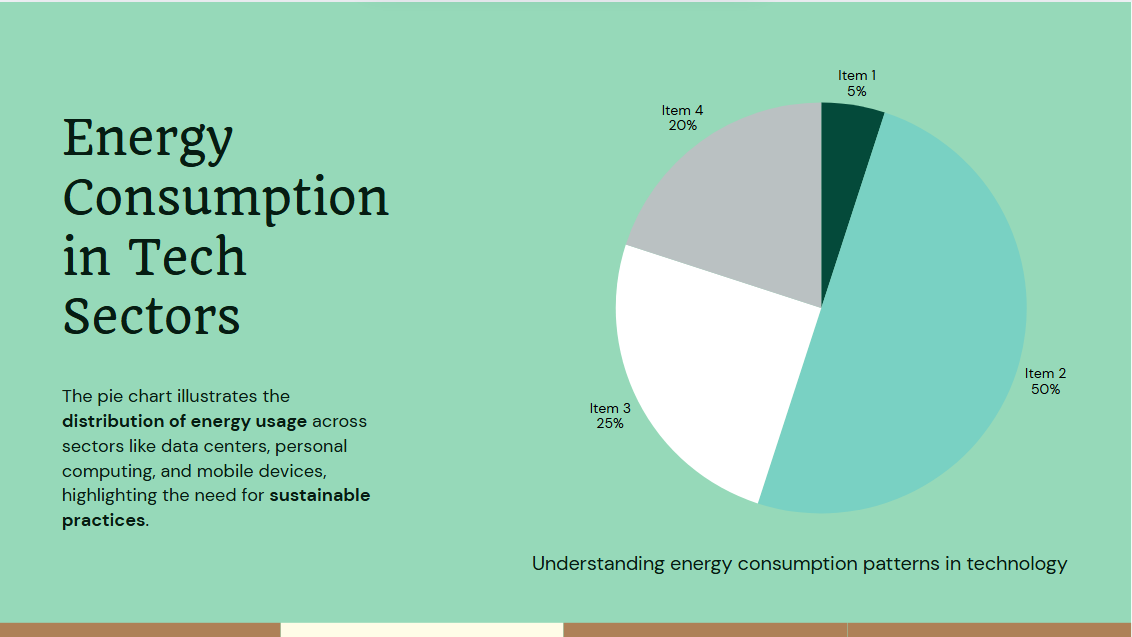 Energy
Consumption
in Tech
Sectors
The pie chart illustrates the
distribution of energy usage across
sectors like data centers, personal
computing, and mobile devices,
highlighting the need for sustainable
practices.
Item 1
5%
Item 4
20%
Item 2
50%
Item 3
25%
Understanding energy consumption patterns in technology